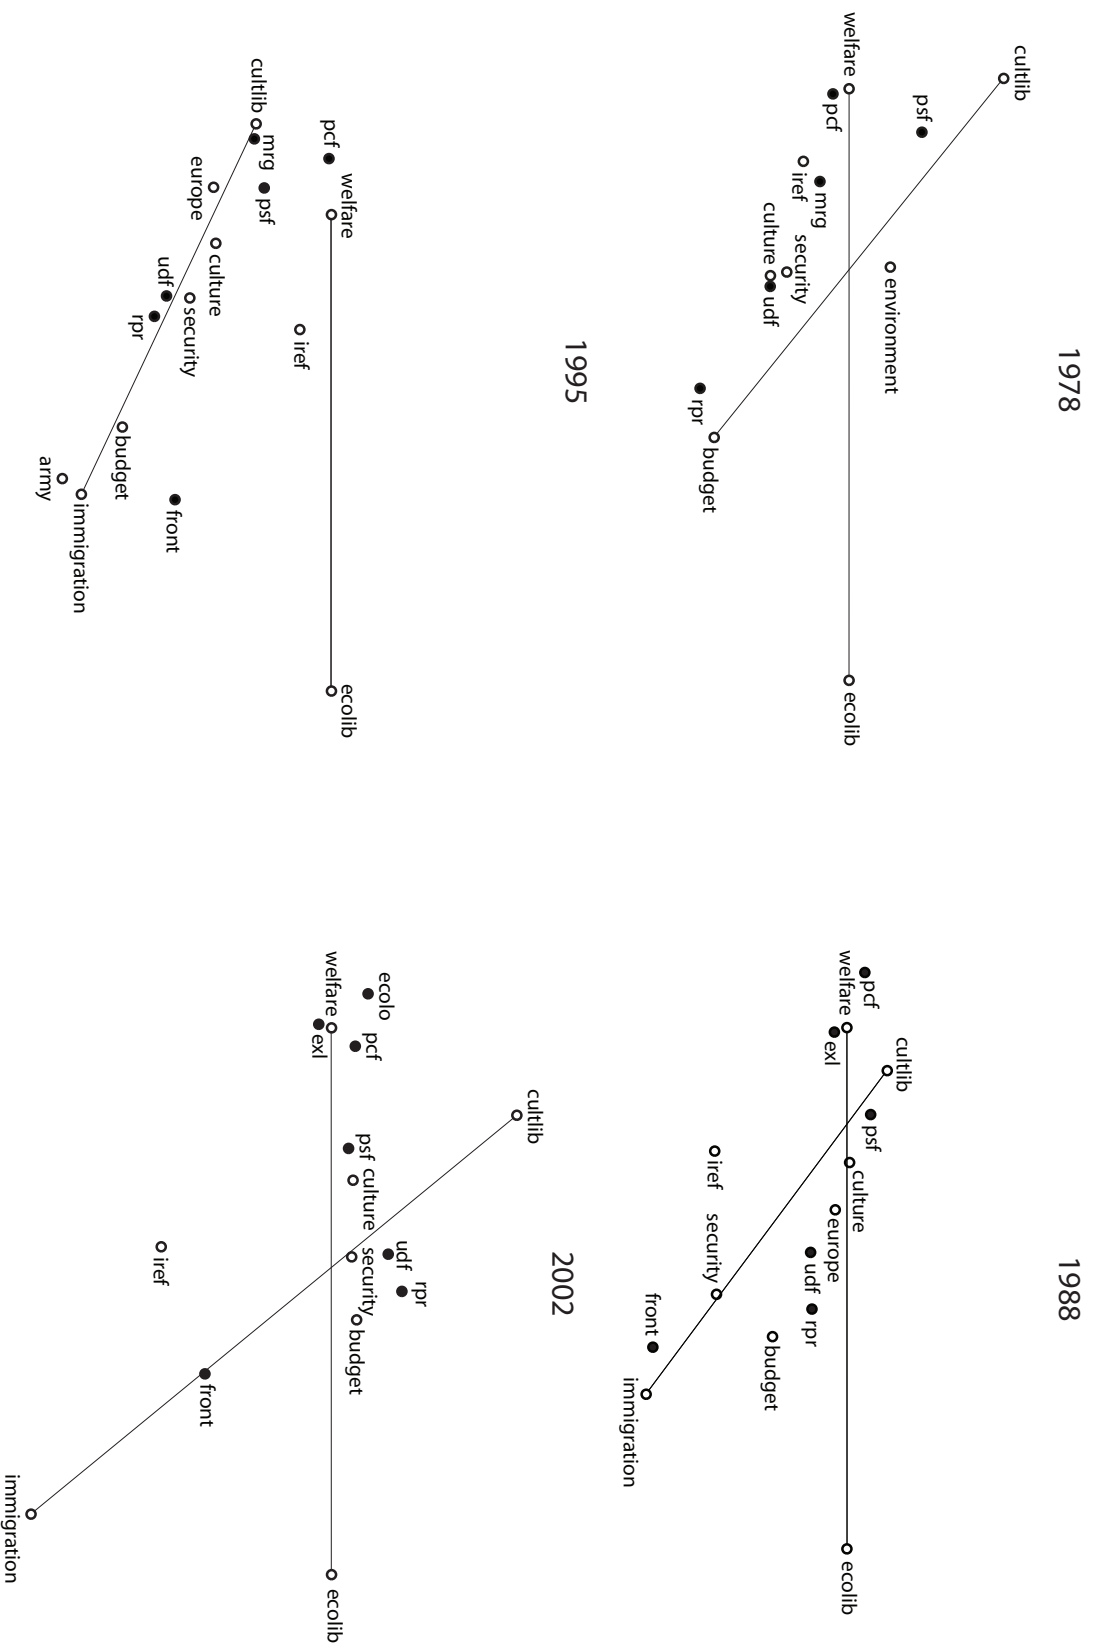 1978
cultlib
welfare
psf
pcf
iref
mrg
security
culture
environment
udf
rpr
budget
ecolib
1988
pcf
welfare
exl
cultlib
psf
iref
culture
europe
security
udf
rpr
front
budget
immigration
ecolib
1995
cultlib
mrg
pcf
europe
psf
welfare
culture
udf
security
rpr
iref
budget
army
immigration
front
ecolib
2002
ecolo
welfare
exl
pcf
cultlib
psf
culture
iref
udf
security
rpr
budget
front
immigration
ecolib